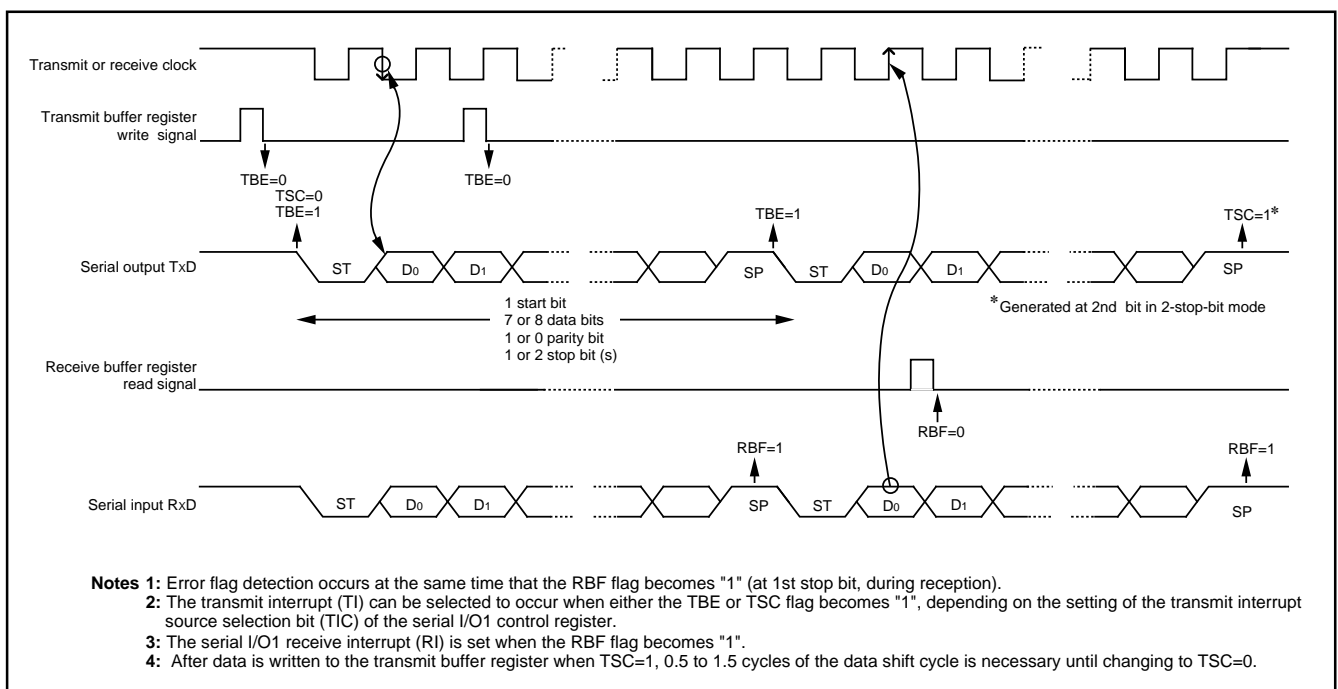 Transmit or receive clock
Transmit buffer register
write signal
TBE=0
TSC=0
TBE=1
TBE=0
TBE=1
TSC=1*
Serial output TXD
ST
D0
D1
SP
ST
D0
D1
SP
1 start bit
7 or 8 data bits
1 or 0 parity bit
1 or 2 stop bit (s)
*Generated at 2nd bit in 2-stop-bit mode
Receive buffer register
read signal
RBF=0
RBF=1
RBF=1
Serial input RXD
ST
D0
D1
SP
ST
D0
D1
SP
Notes 1: Error flag detection occurs at the same time that the RBF flag becomes "1" (at 1st stop bit, during reception).
2: The transmit interrupt (TI) can be selected to occur when either the TBE or TSC flag becomes "1", depending on the setting of the transmit interrupt
source selection bit (TIC) of the serial I/O1 control register.
3: The serial I/O1 receive interrupt (RI) is set when the RBF flag becomes "1".
4: After data is written to the transmit buffer register when TSC=1, 0.5 to 1.5 cycles of the data shift cycle is necessary until changing to TSC=0.